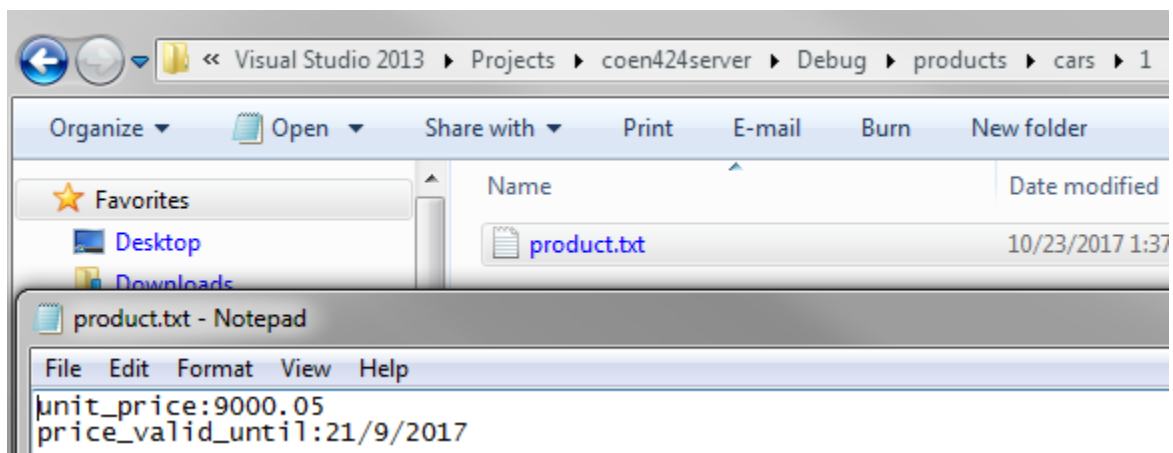 « Visual Studio 2013 ▸ Projects ▸ coen424server ▸ Debug ▸ products ▸ cars ▸ 1
Organize Open Share with Print E-mail Burn New folder
Favorites
Desktop
Downloads
Name Date modified
product.txt 10/23/2017 1:37
product.txt - Notepad
File Edit Format View Help
unit_price:9000.05
price_valid_until:21/9/2017